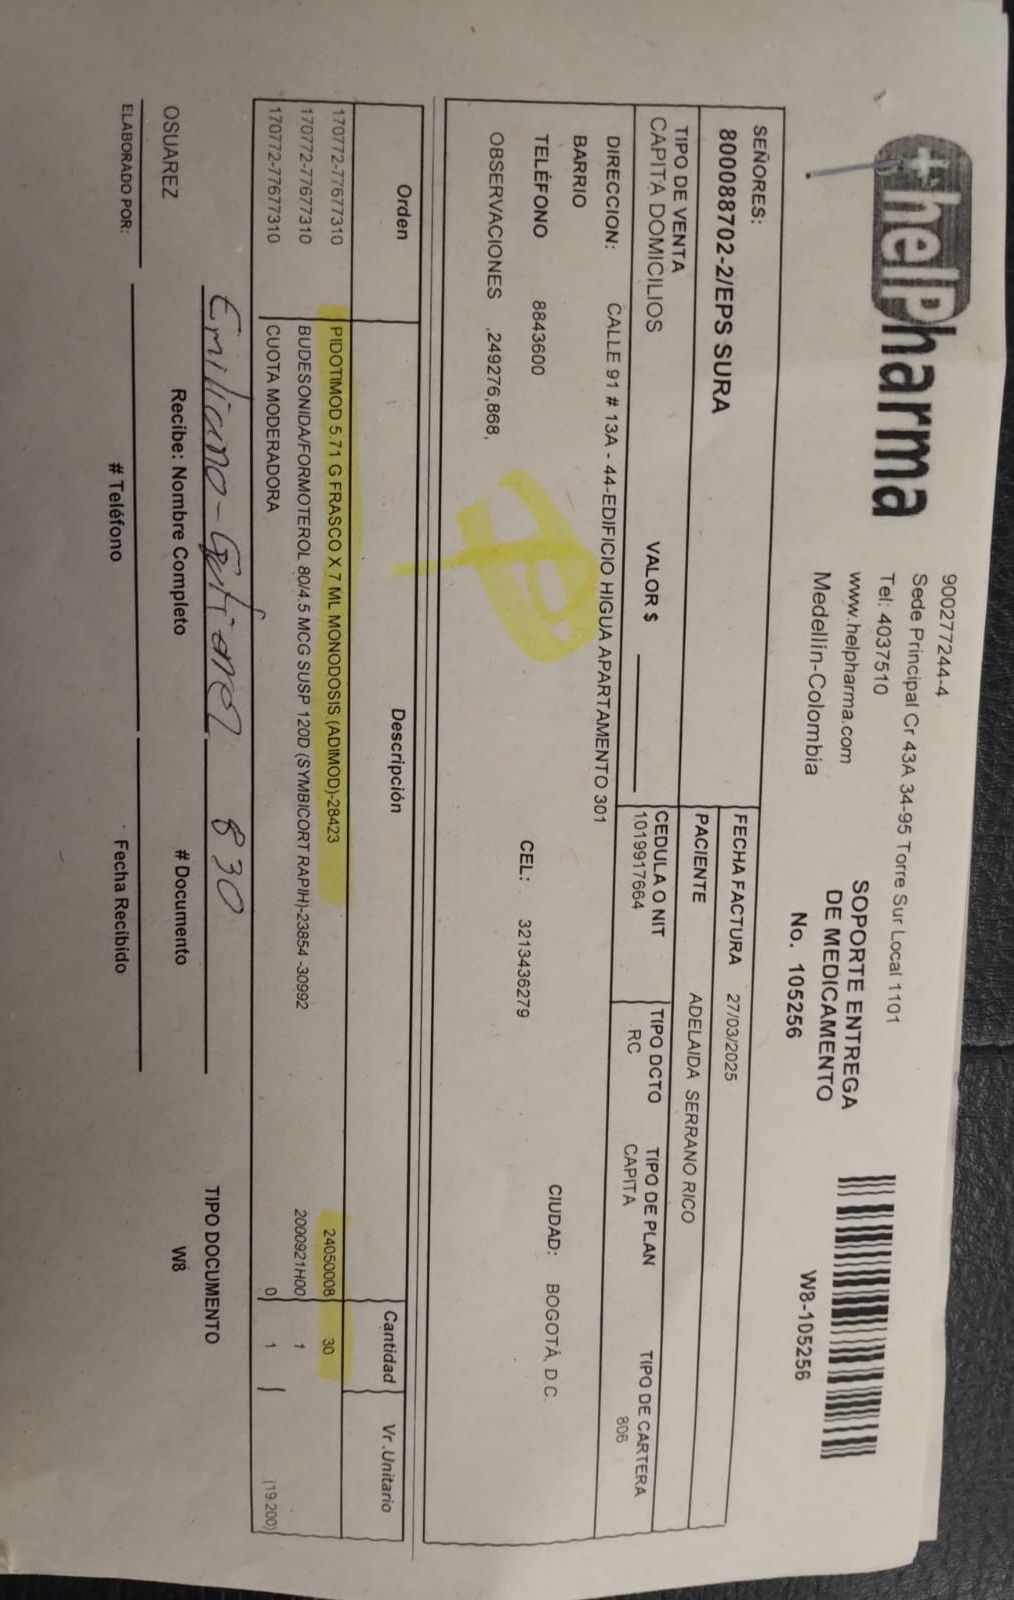 +helPharma
900277244-4
Sede Principal Cr 43A 34-95 Torre Sur Local 1101
Tel: 4037510
www.helpharma.com
Medellín-Colombia
SOPORTE ENTREGA
DE MEDICAMENTO
No. 105256
W8-105256
SEÑORES:
800088702-2/EPS SURA
FECHA FACTURA 27/03/2025
PACIENTE ADELAIDA SERRANO RICO
TIPO DE VENTA
CAPITA DOMICILIOS
VALOR $
CEDULA O NIT
1019917664
TIPO DCTO
RC
TIPO DE PLAN
CAPITA
TIPO DE CARTERA
806
DIRECCION: CALLE 91 # 13A - 44-EDIFICIO HIGUA APARTAMENTO 301
BARRIO
CIUDAD: BOGOTÁ, D.C.
TELÉFONO 8843600
CEL: 3213436279
OBSERVACIONES ,249276,868,
P
Orden Descripción Cantidad Vr.Unitario
170772-77677310 PIDOTIMOD 5.71 G FRASCO X 7 ML MONODOSIS (ADIMOD)-28423 24050008 30
170772-77677310 BUDESONIDA/FORMOTEROL 80/4.5 MCG SUSP 120D (SYMBICORT RAPIH)-23854 -30992 2000921H00 1
170772-77677310 CUOTA MODERADORA 0 1 (19.200)
Emiliano 830
OSUAREZ
Recibe: Nombre Completo
# Documento
TIPO DOCUMENTO
W8
ELABORADO POR:
# Teléfono
Fecha Recibido